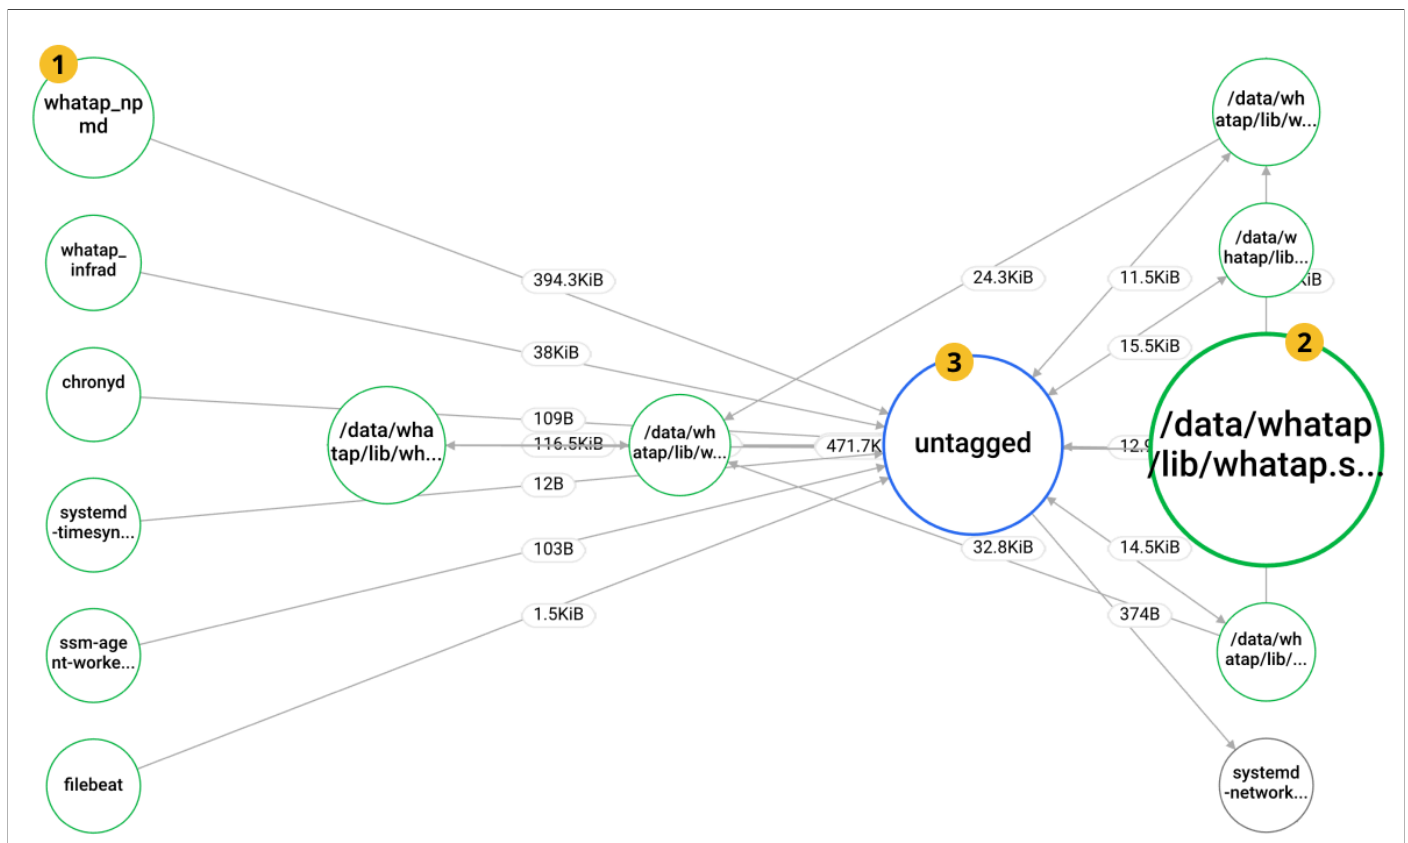 1
whatap_np
md
whatap_
infrad
chronyd
systemd
-timesyn...
ssm-age
nt-worke...
filebeat
/data/wha
tap/lib/wh...
394.3KiB
38KiB
109B
116.5KiB
12B
103B
1.5KiB
/data/wh
atap/lib/w...
471.7K
3
untagged
24.3KiB
32.8KiB
11.5KiB
15.5KiB
12.9
14.5KiB
374B
/data/wh
atap/lib/w...
/data/w
hatap/lib...
KiB
2
/data/whatap
/lib/whatap.s...
/data/wh
atap/lib/...
systemd
-network...